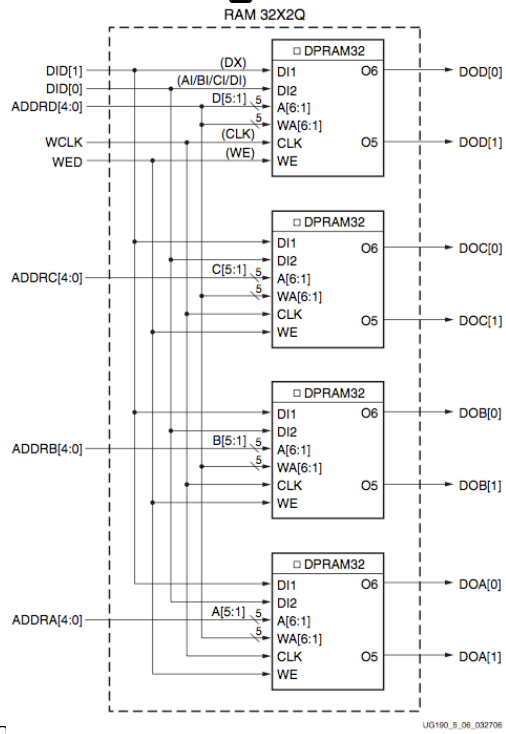 RAM 32X2Q
DPRAM32
DID[1] (DX) DI1 O6 DOD[0]
DID[0] (AI/BI/CI/DI) DI2
ADDRD[4:0] D[5:1] 5 A[6:1]
5 WA[6:1]
WCLK (CLK) CLK O5 DOD[1]
WED (WE) WE
DPRAM32
DI1 O6 DOC[0]
DI2
ADDRC[4:0] C[5:1] 5 A[6:1]
5 WA[6:1]
CLK O5 DOC[1]
WE
DPRAM32
DI1 O6 DOB[0]
DI2
ADDRB[4:0] B[5:1] 5 A[6:1]
5 WA[6:1]
CLK O5 DOB[1]
WE
DPRAM32
DI1 O6 DOA[0]
DI2
ADDRA[4:0] A[5:1] 5 A[6:1]
5 WA[6:1]
CLK O5 DOA[1]
WE
UG190_5_06_032706